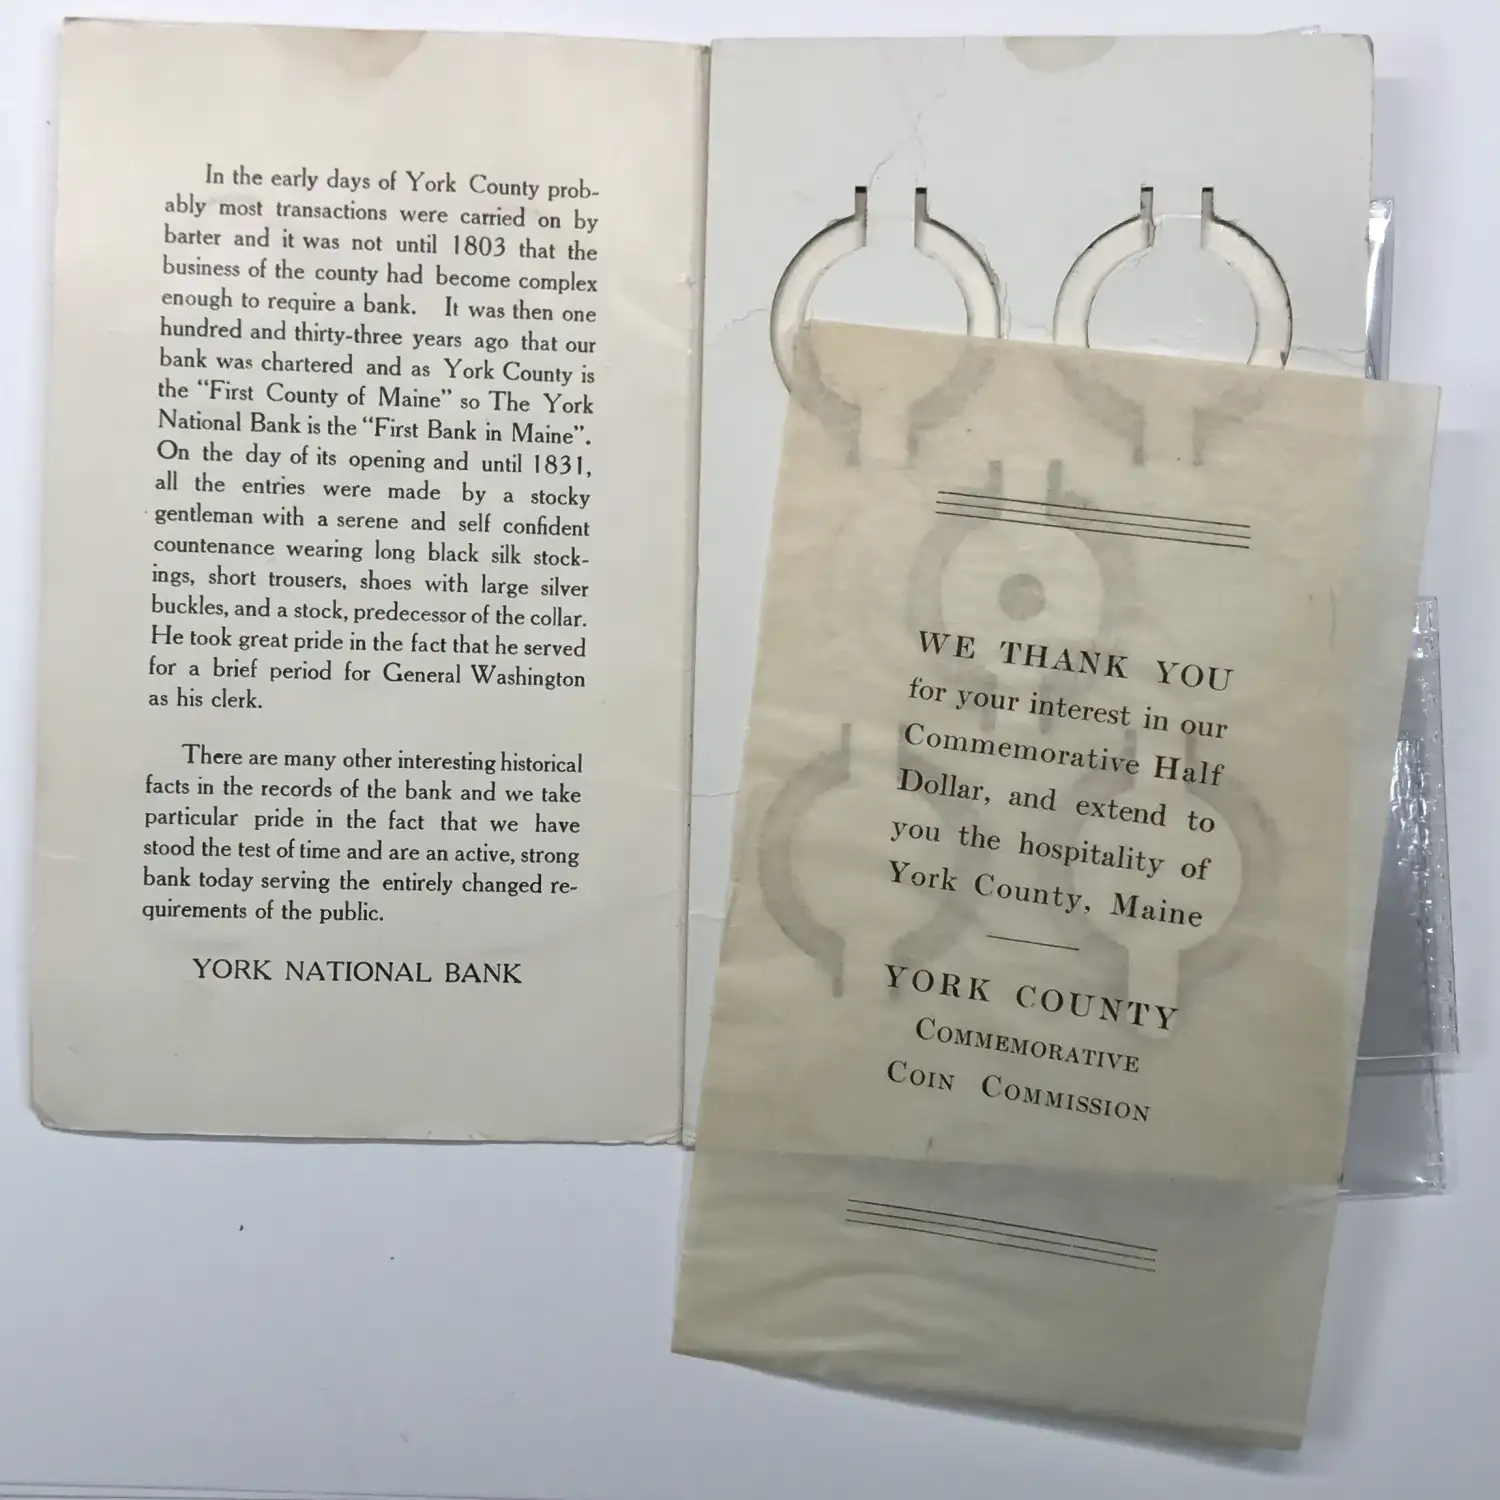 In the early days of York County prob-
ably most transactions were carried on by
barter and it was not until 1803 that the
business of the county had become complex
enough to require a bank. It was then one
hundred and thirty-three years ago that our
bank was chartered and as York County is
the “First County of Maine” so The York
National Bank is the “First Bank in Maine”.
On the day of its opening and until 1831,
all the entries were made by a stocky
gentleman with a serene and self confident
countenance wearing long black silk stock-
ings, short trousers, shoes with large silver
buckles, and a stock, predecessor of the collar.
He took great pride in the fact that he served
for a brief period for General Washington
as his clerk.
There are many other interesting historical
facts in the records of the bank and we take
particular pride in the fact that we have
stood the test of time and are an active, strong
bank today serving the entirely changed re-
quirements of the public.
YORK NATIONAL BANK
WE THANK YOU
for your interest in our
Commemorative Half
Dollar, and extend to
you the hospitality of
York County, Maine
YORK COUNTY
COMMEMORATIVE
COIN COMMISSION